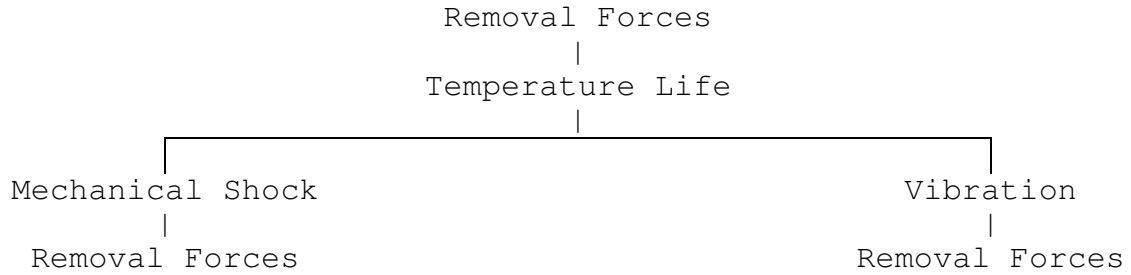 Removal Forces
Temperature Life
Mechanical Shock Vibration
Removal Forces Removal Forces